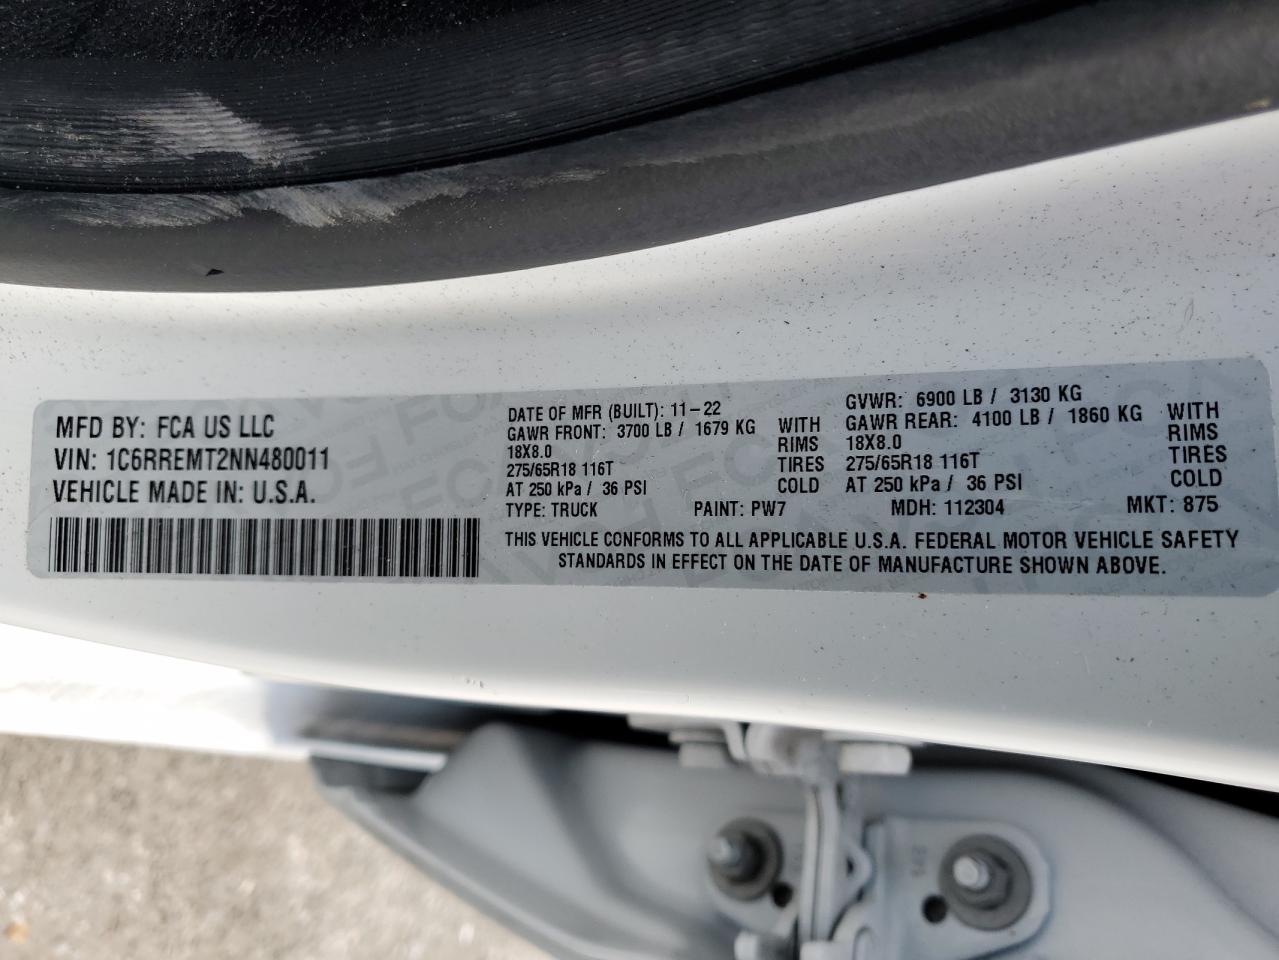 MFD BY: FCA US LLC
VIN: 1C6RREMT2NN480011
VEHICLE MADE IN: U.S.A.
DATE OF MFR (BUILT): 11-22
GAWR FRONT: 3700 LB / 1679 KG WITH
18X8.0 RIMS
275/65R18 116T TIRES
AT 250 kPa / 36 PSI COLD
GVWR: 6900 LB / 3130 KG
GAWR REAR: 4100 LB / 1860 KG WITH
18X8.0 RIMS
275/65R18 116T TIRES
AT 250 kPa / 36 PSI COLD
TYPE: TRUCK PAINT: PW7 MDH: 112304 MKT: 875
THIS VEHICLE CONFORMS TO ALL APPLICABLE U.S.A. FEDERAL MOTOR VEHICLE SAFETY
STANDARDS IN EFFECT ON THE DATE OF MANUFACTURE SHOWN ABOVE.